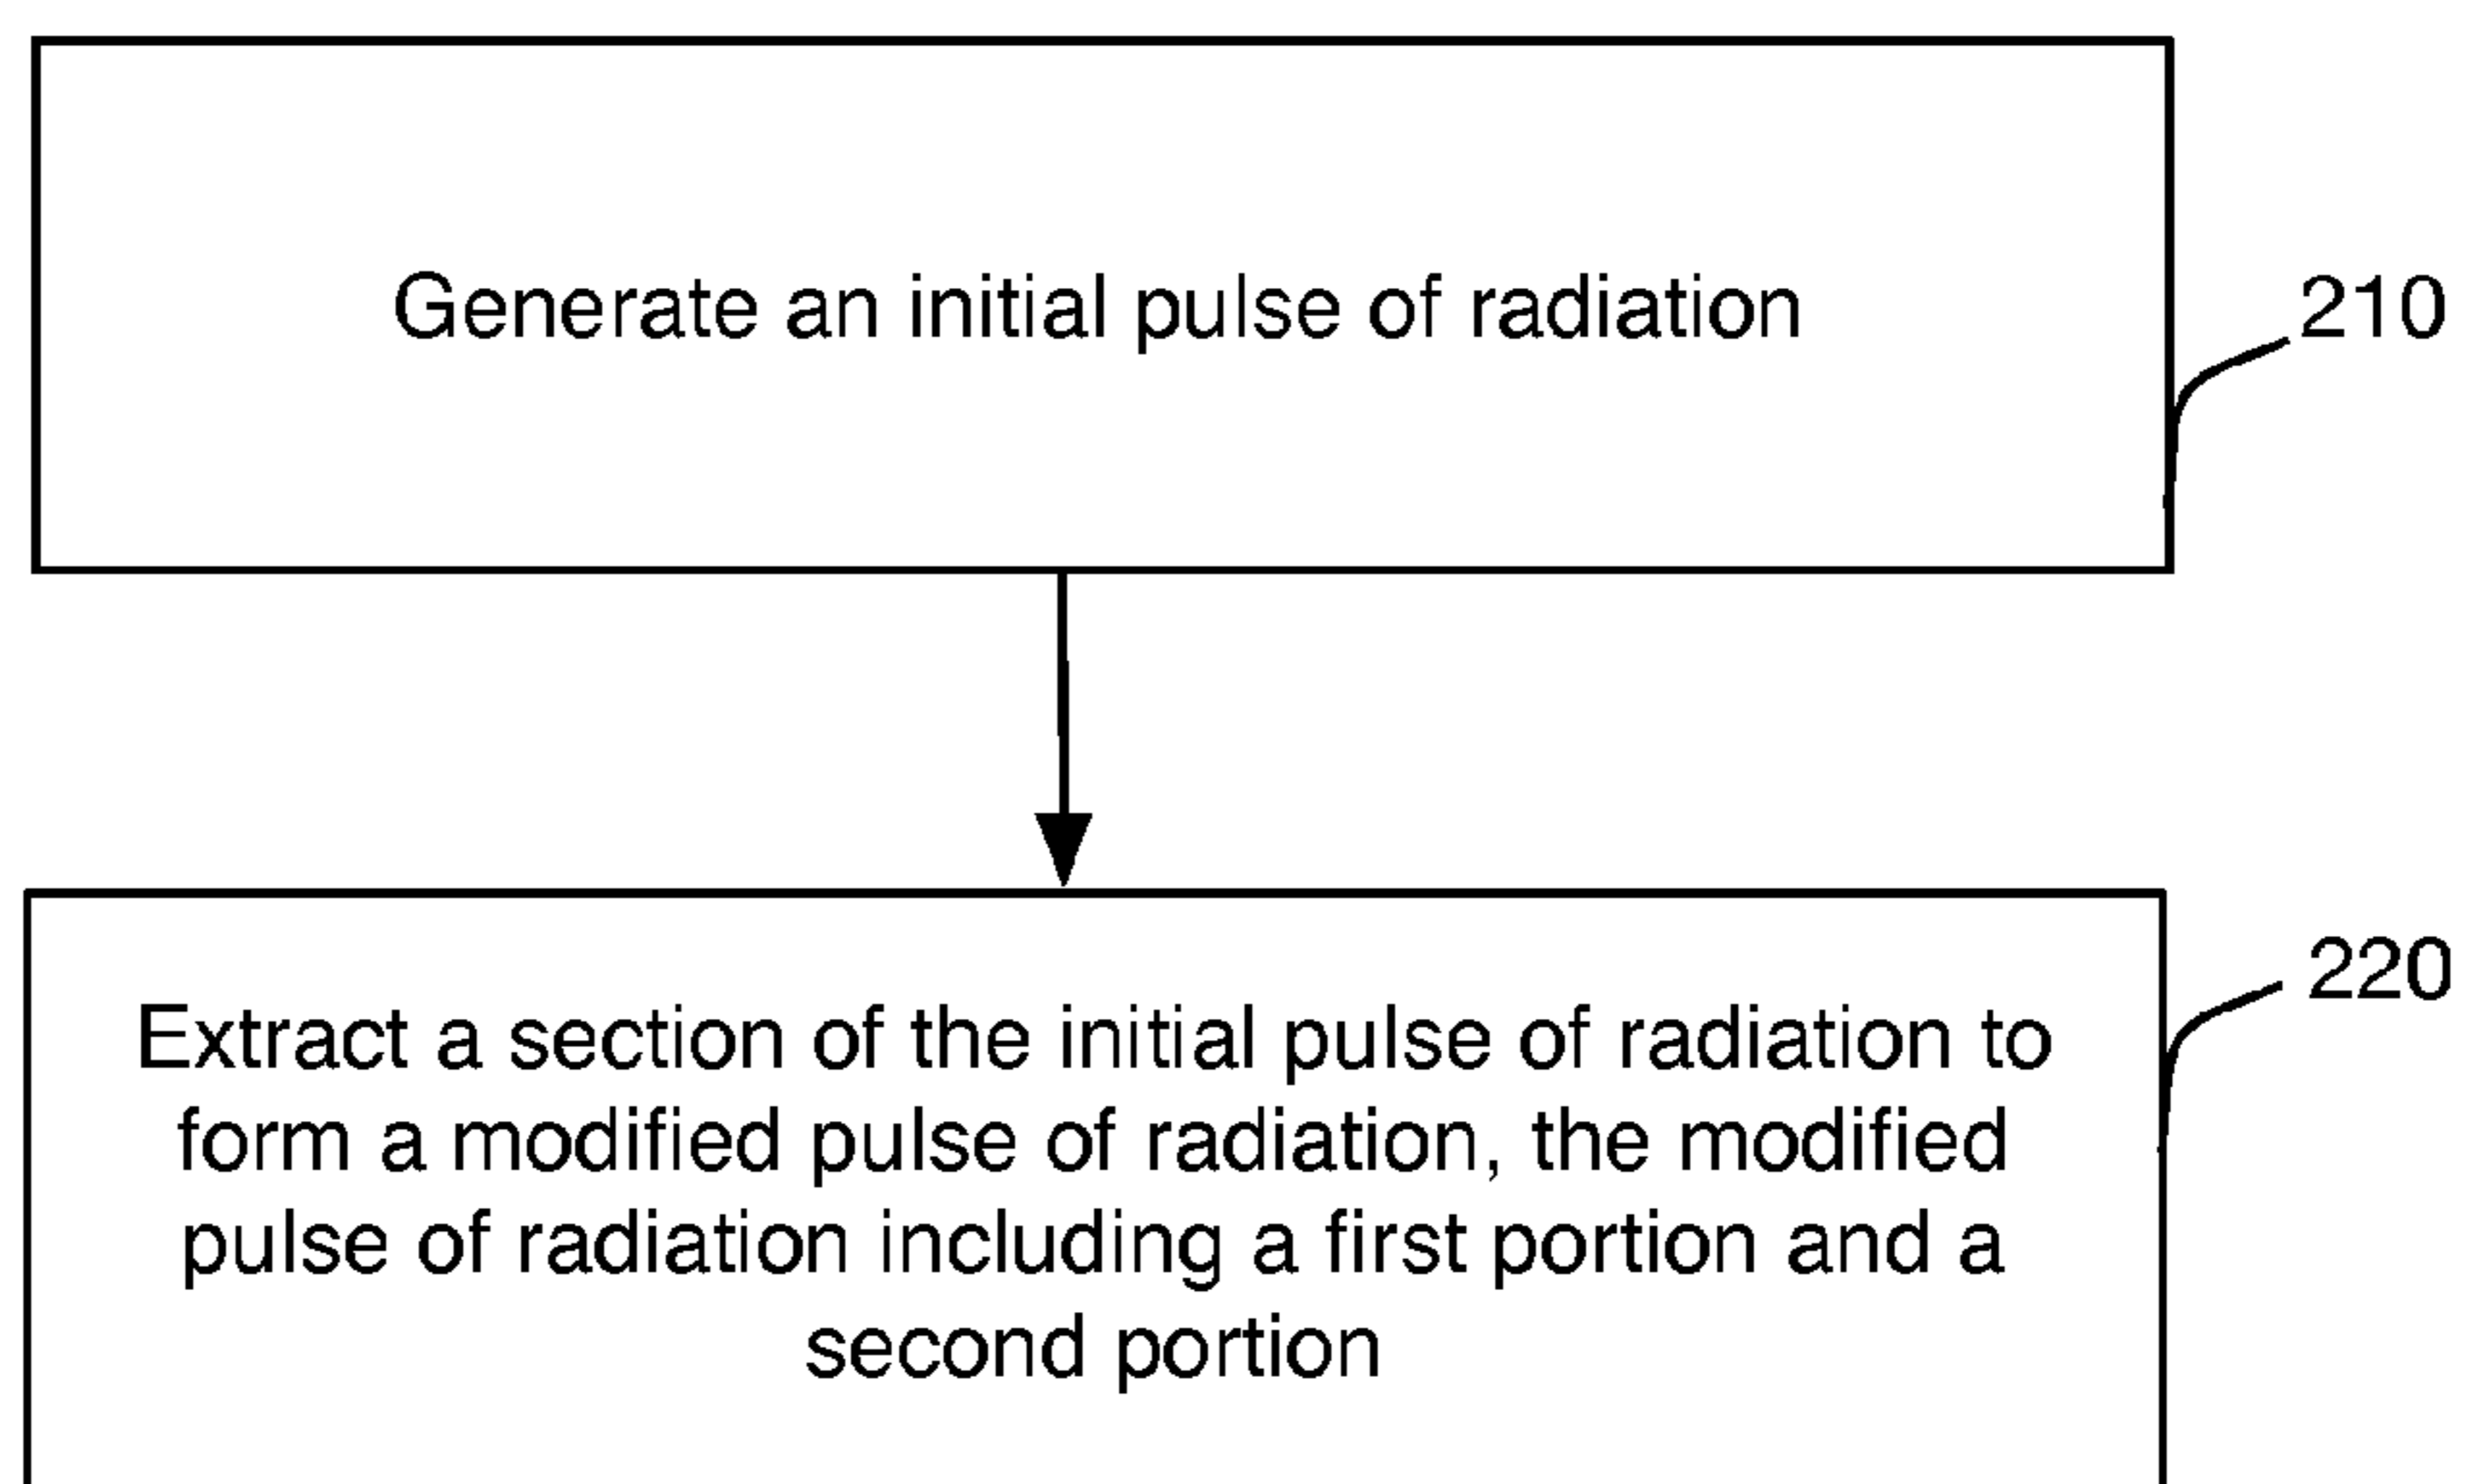 Generate an initial pulse of radiation
210
220
Extract a section of the initial pulse of radiation to
form a modified pulse of radiation, the modified
pulse of radiation including a first portion and a
second portion